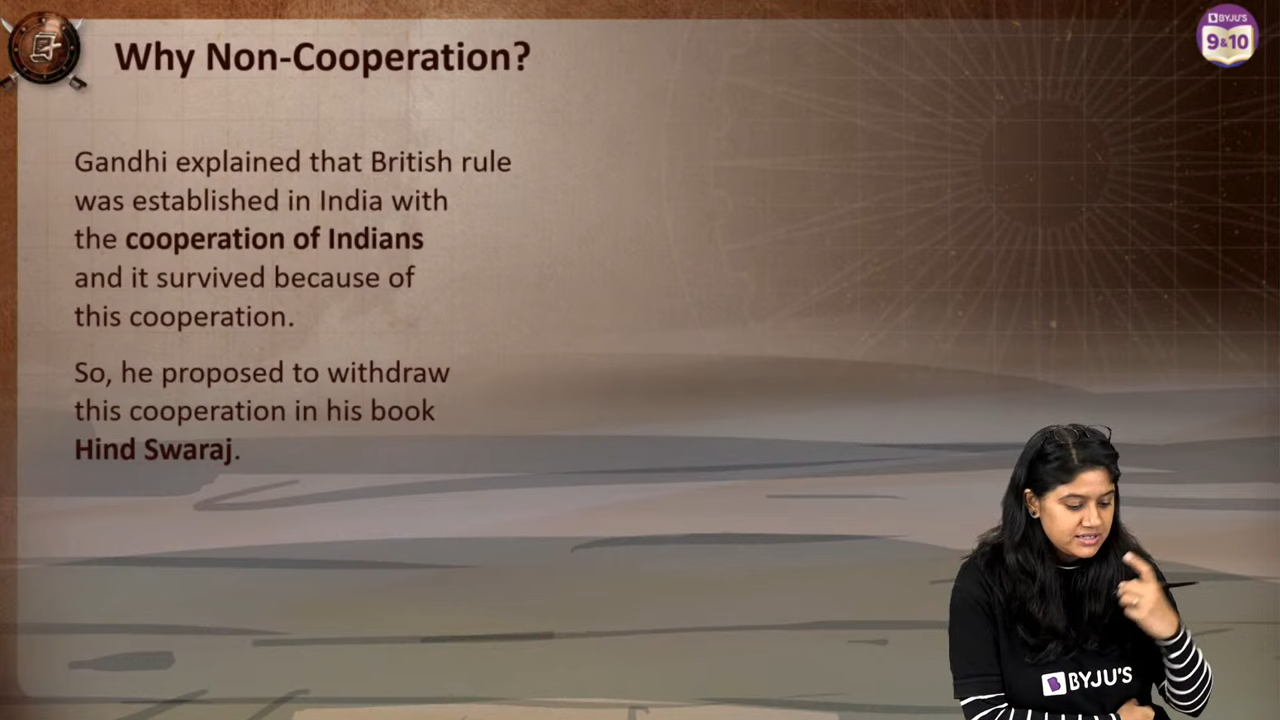 Why Non-Cooperation?
BYJU'S
9&10
Gandhi explained that British rule
was established in India with
the cooperation of Indians
and it survived because of
this cooperation.
So, he proposed to withdraw
this cooperation in his book
Hind Swaraj.
BYJU'S